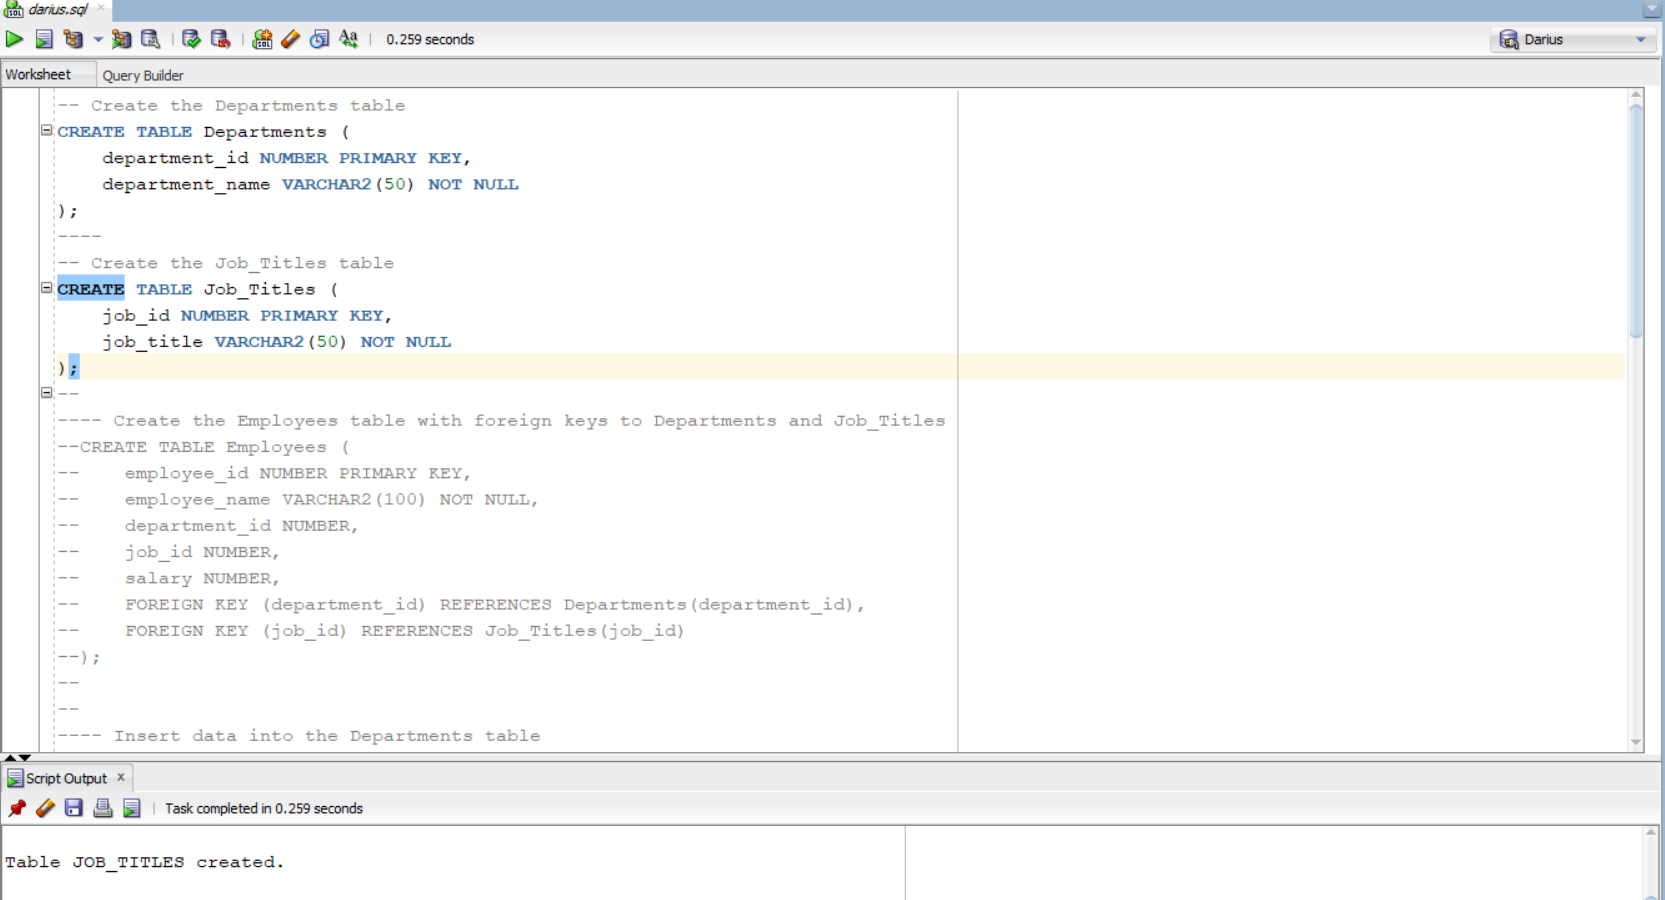 darius.sql
0.259 seconds
Darius
Worksheet
Query Builder
-- Create the Departments table
CREATE TABLE Departments (
    department_id NUMBER PRIMARY KEY,
    department_name VARCHAR2(50) NOT NULL
);
----
-- Create the Job_Titles table
CREATE TABLE Job_Titles (
    job_id NUMBER PRIMARY KEY,
    job_title VARCHAR2(50) NOT NULL
);
--
---- Create the Employees table with foreign keys to Departments and Job_Titles
--CREATE TABLE Employees (
--    employee_id NUMBER PRIMARY KEY,
--    employee_name VARCHAR2(100) NOT NULL,
--    department_id NUMBER,
--    job_id NUMBER,
--    salary NUMBER,
--    FOREIGN KEY (department_id) REFERENCES Departments(department_id),
--    FOREIGN KEY (job_id) REFERENCES Job_Titles(job_id)
--);
--
--
---- Insert data into the Departments table
Script Output x
Task completed in 0.259 seconds
Table JOB_TITLES created.